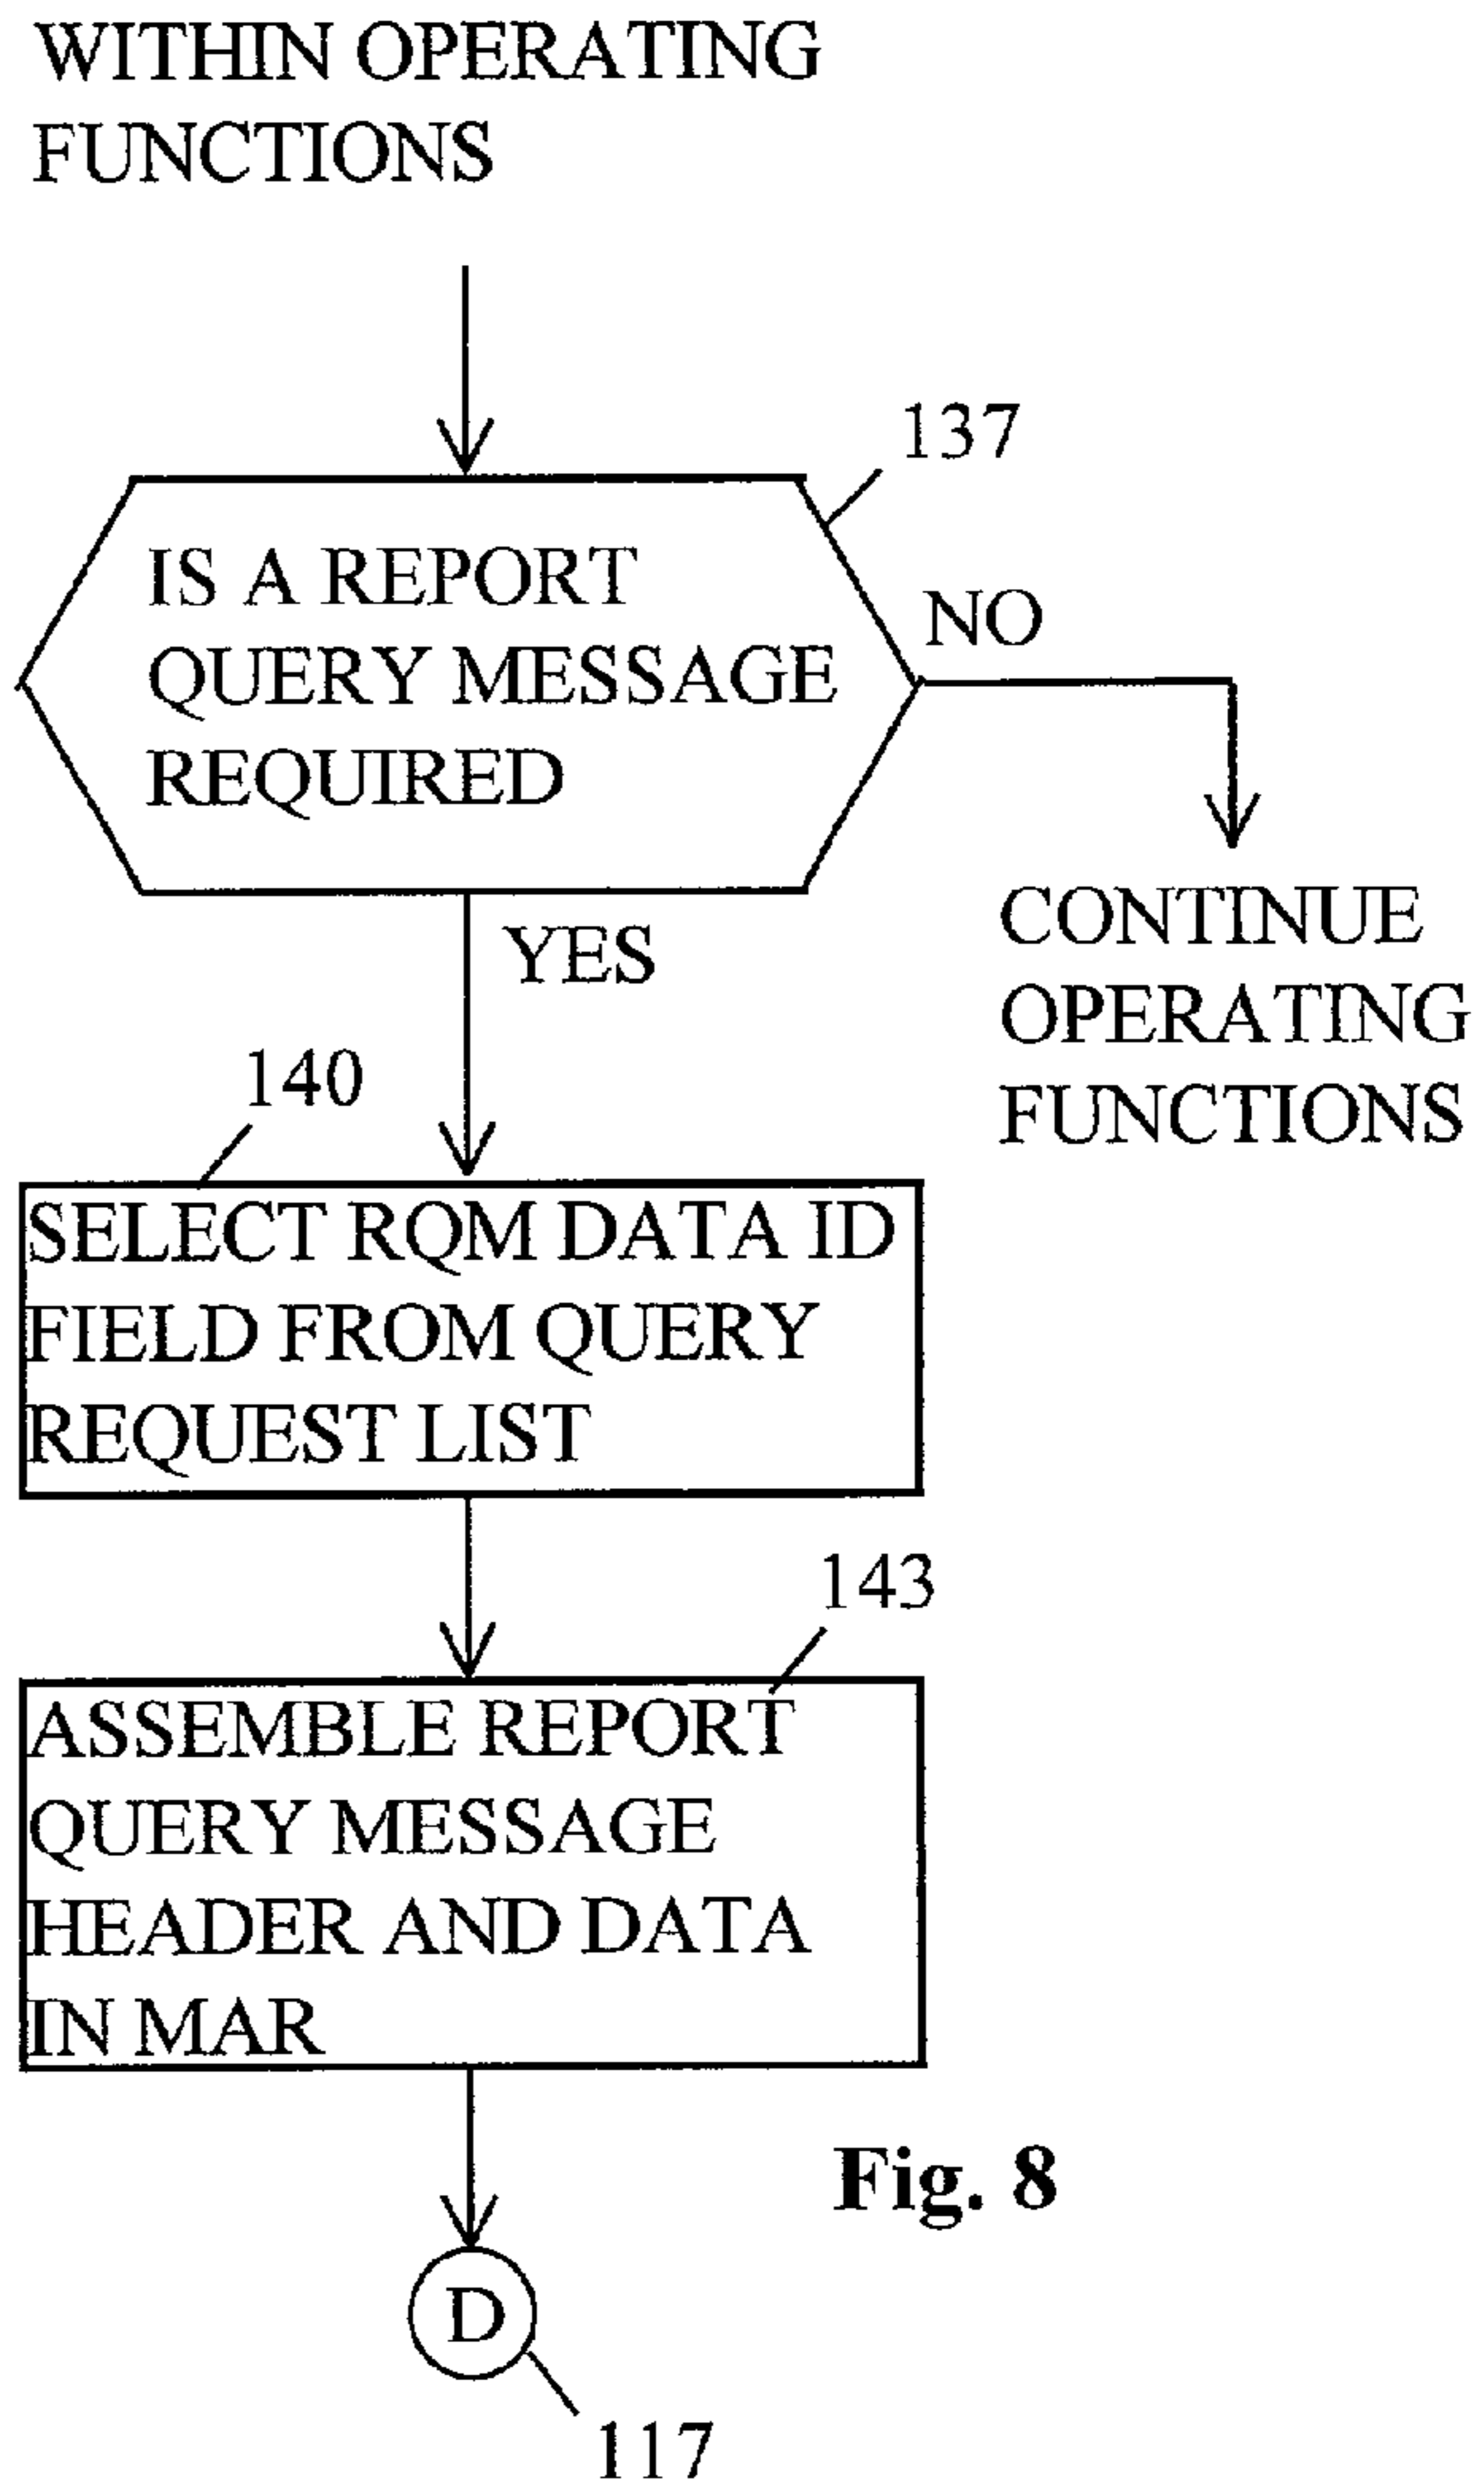 WITHIN OPERATING
FUNCTIONS
137
IS A REPORT
QUERY MESSAGE
REQUIRED
NO
YES
CONTINUE
OPERATING
FUNCTIONS
140
SELECT RQM DATA ID
FIELD FROM QUERY
REQUEST LIST
143
ASSEMBLE REPORT
QUERY MESSAGE
HEADER AND DATA
IN MAR
Fig. 8
D
117